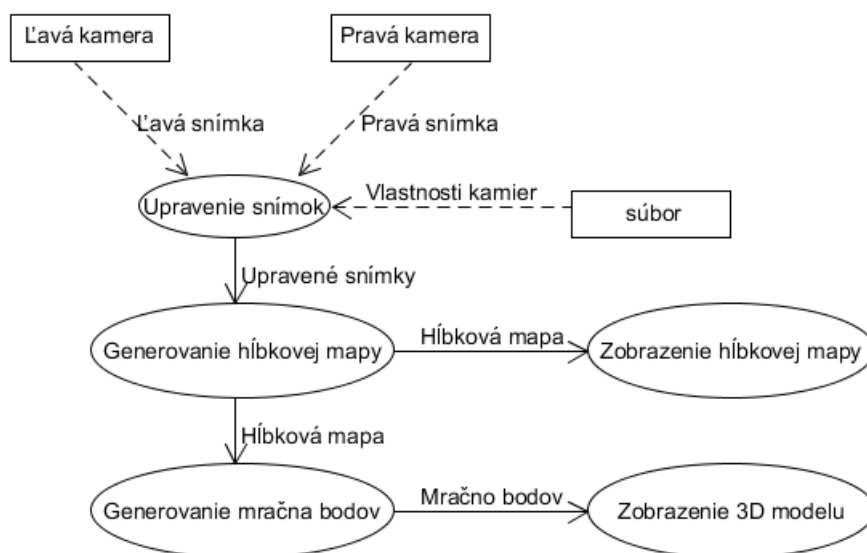 Ľavá kamera
Pravá kamera
Ľavá snímka
Pravá snímka
Vlastnosti kamier
Upravenie snímok
súbor
Upravené snímky
Generovanie hĺbkovej mapy
Hĺbková mapa
Zobrazenie hĺbkovej mapy
Hĺbková mapa
Generovanie mračna bodov
Mračno bodov
Zobrazenie 3D modelu